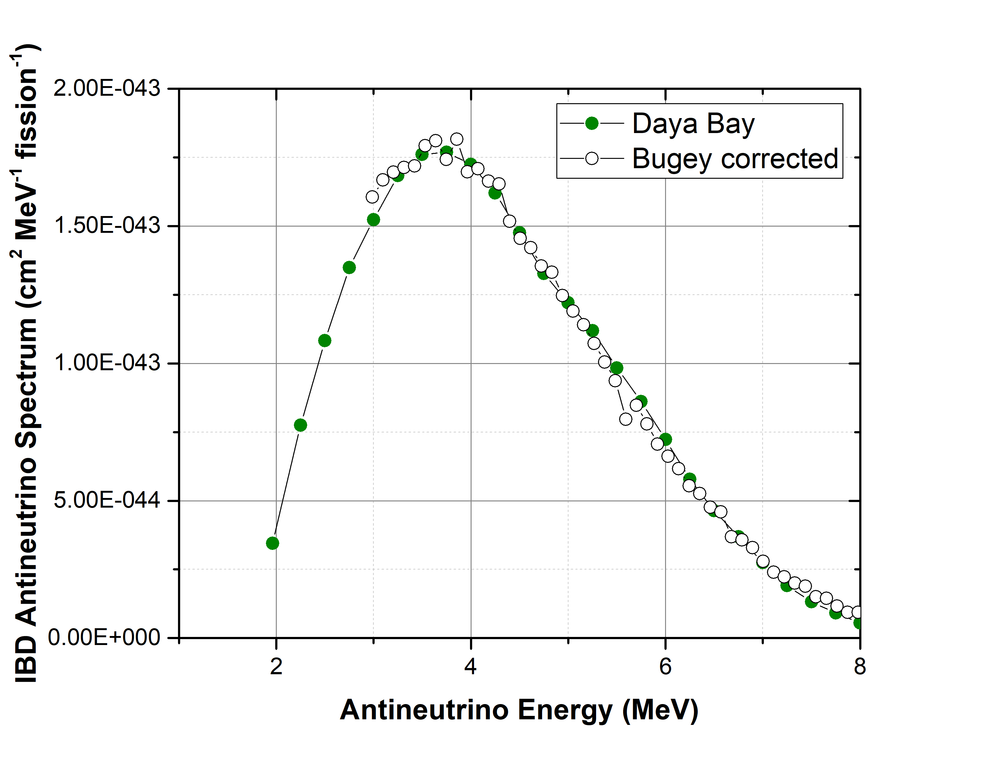 IBD Antineutrino Spectrum (cm² MeV⁻¹ fission⁻¹)
2.00E-043
1.50E-043
1.00E-043
5.00E-044
0.00E+000
Daya Bay
Bugey corrected
2 4 6 8
Antineutrino Energy (MeV)